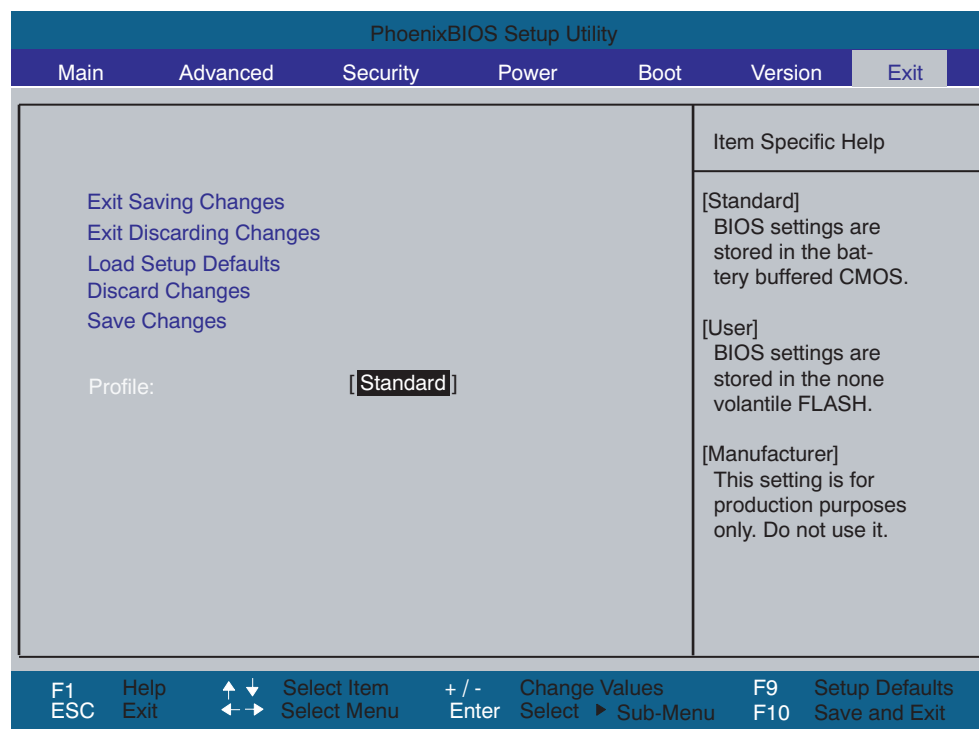 PhoenixBIOS Setup Utility
Main Advanced Security Power Boot Version Exit
Exit Saving Changes
Exit Discarding Changes
Load Setup Defaults
Discard Changes
Save Changes
Profile: [Standard]
Item Specific Help
[Standard]
BIOS settings are
stored in the bat-
tery buffered CMOS.
[User]
BIOS settings are
stored in the none
volantile FLASH.
[Manufacturer]
This setting is for
production purposes
only. Do not use it.
F1 Help Select Item + / - Change Values F9 Setup Defaults
ESC Exit Select Menu Enter Select Sub-Menu F10 Save and Exit